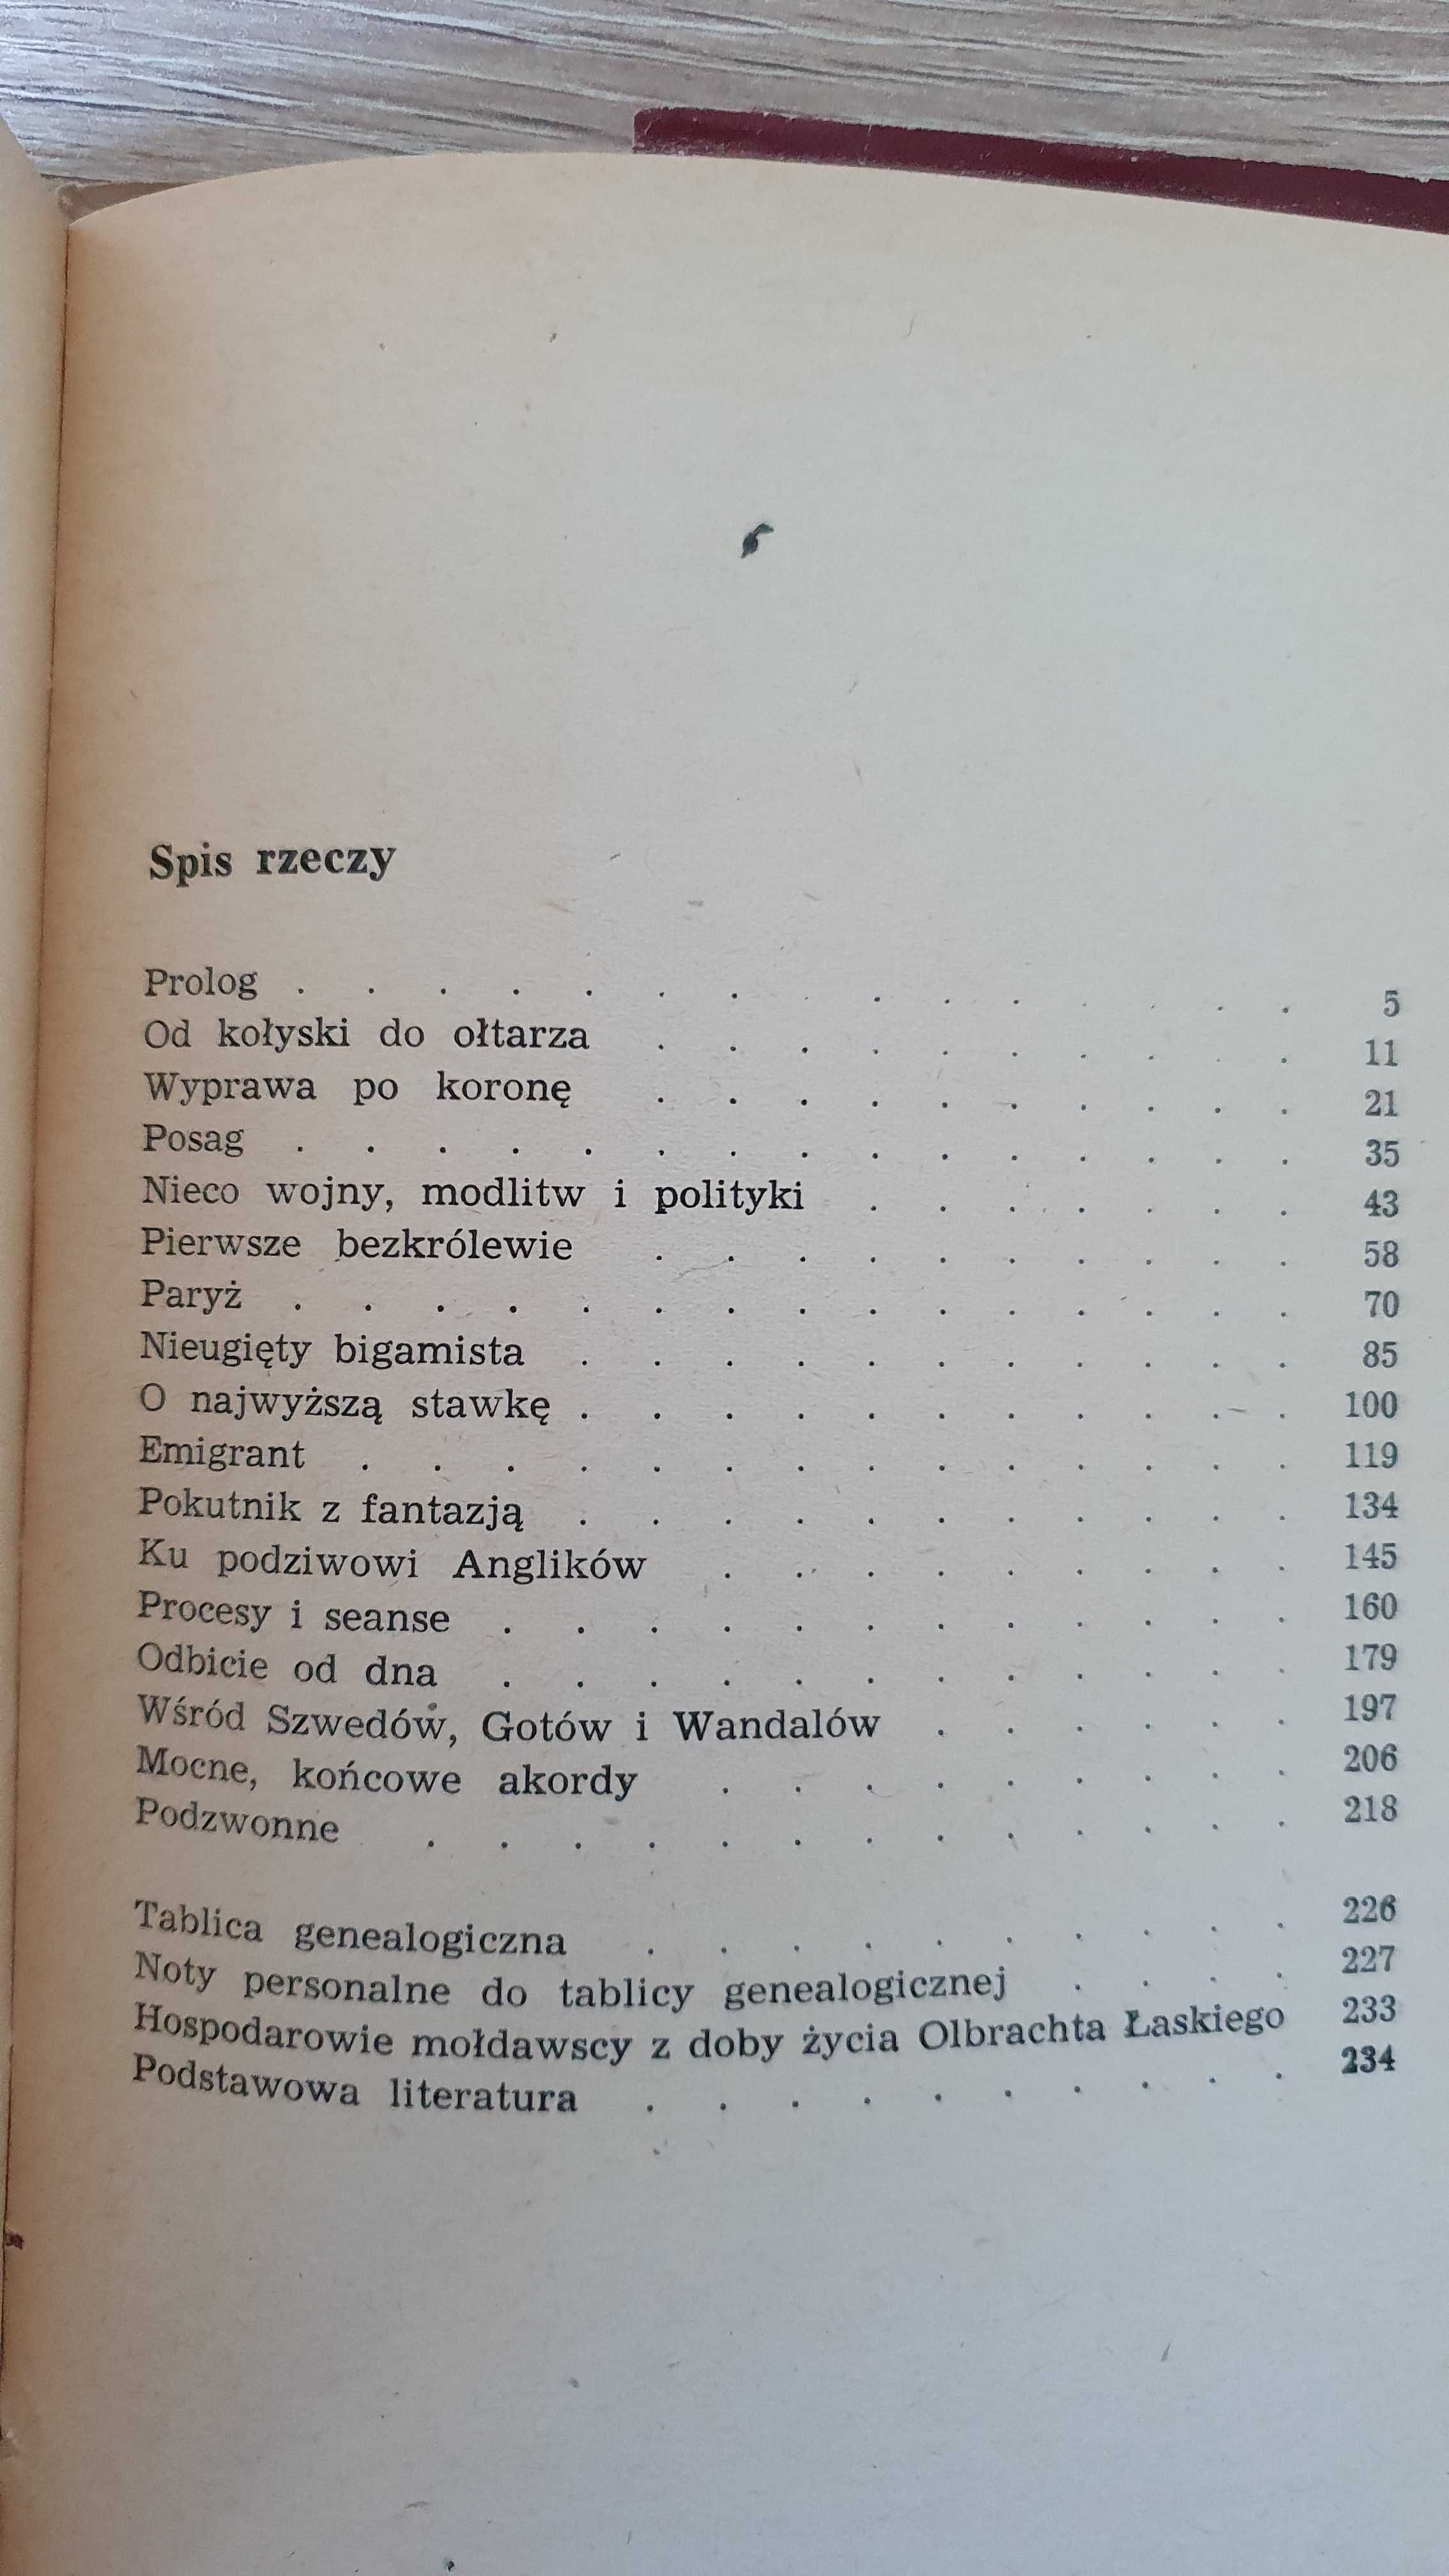 Spis rzeczy
Prolog . . . . . . . . . . . . . . . 5
Od kołyski do ołtarza . . . . . . . . . . 11
Wyprawa po koronę . . . . . . . . . . 21
Posag . . . . . . . . . . . . . . . 35
Nieco wojny, modlitw i polityki . . . . . . . 43
Pierwsze bezkrólewie . . . . . . . . . . 58
Paryż . . . . . . . . . . . . . . . 70
Nieugięty bigamista . . . . . . . . . . . 85
O najwyższą stawkę . . . . . . . . . . . 100
Emigrant . . . . . . . . . . . . . . 119
Pokutnik z fantazją . . . . . . . . . . . 134
Ku podziwowi Anglików . . . . . . . . . 145
Procesy i seanse . . . . . . . . . . . . 160
Odbicie od dna . . . . . . . . . . . . 179
Wśród Szwedów, Gotów i Wandalów . . . . . . 197
Mocne, końcowe akordy . . . . . . . . . 206
Podzwonne . . . . . . . . . . . . . 218
Tablica genealogiczna . . . . . . . . . . 226
Noty personalne do tablicy genealogicznej . . . . 227
Hospodarowie mołdawscy z doby życia Olbrachta Łaskiego 233
Podstawowa literatura . . . . . . . . . . 234